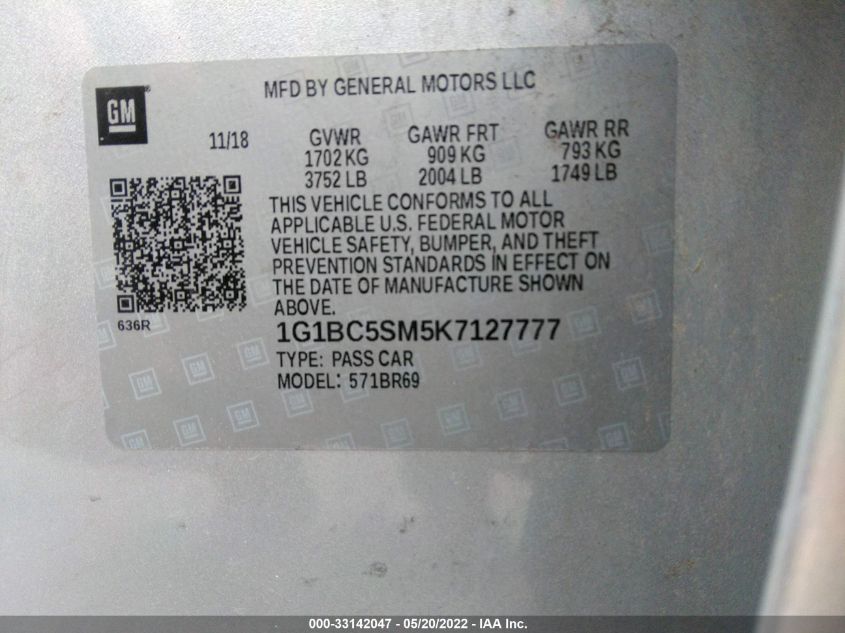 MFD BY GENERAL MOTORS LLC
GM®
11/18 GVWR GAWR FRT GAWR RR
1702 KG 909 KG 793 KG
3752 LB 2004 LB 1749 LB
THIS VEHICLE CONFORMS TO ALL
APPLICABLE U.S. FEDERAL MOTOR
VEHICLE SAFETY, BUMPER, AND THEFT
PREVENTION STANDARDS IN EFFECT ON
THE DATE OF MANUFACTURE SHOWN
ABOVE.
636R
1G1BC5SM5K7127777
TYPE: PASS CAR
MODEL: 571BR69
000-33142047 - 05/20/2022 - IAA Inc.